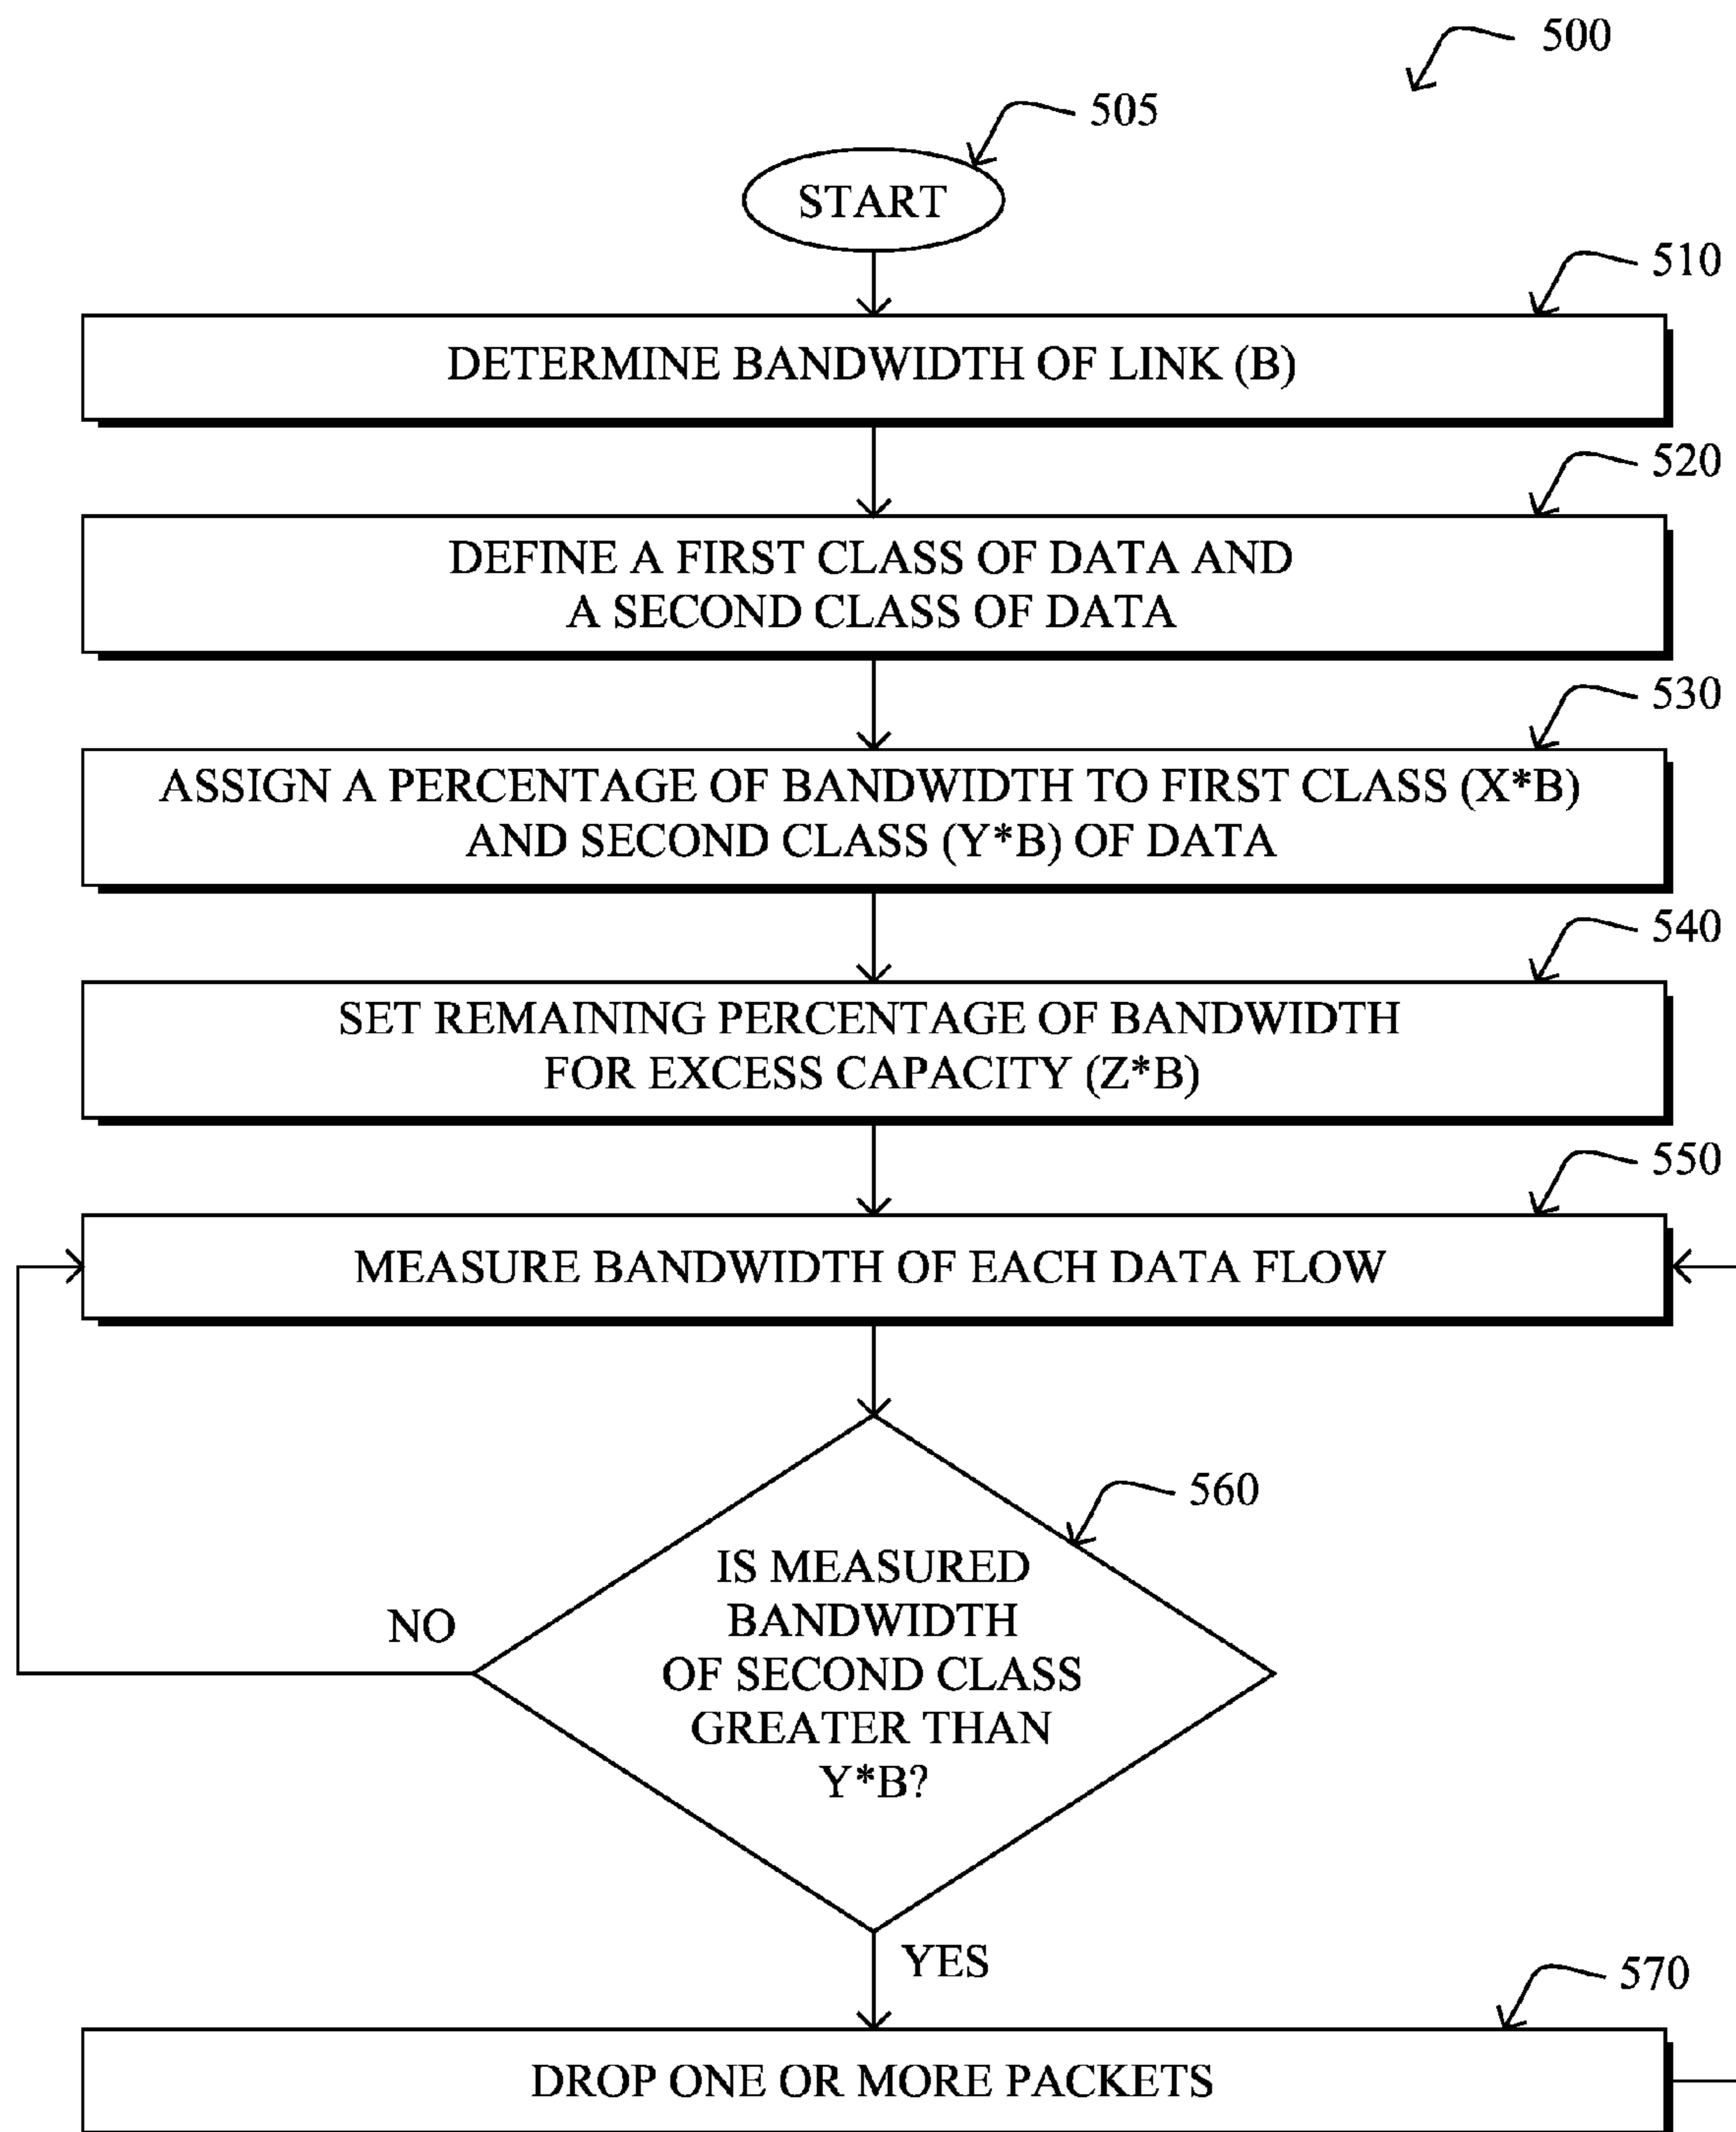 500
505
START
510
DETERMINE BANDWIDTH OF LINK (B)
520
DEFINE A FIRST CLASS OF DATA AND
A SECOND CLASS OF DATA
530
ASSIGN A PERCENTAGE OF BANDWIDTH TO FIRST CLASS (X*B)
AND SECOND CLASS (Y*B) OF DATA
540
SET REMAINING PERCENTAGE OF BANDWIDTH
FOR EXCESS CAPACITY (Z*B)
550
MEASURE BANDWIDTH OF EACH DATA FLOW
560
IS MEASURED
BANDWIDTH
OF SECOND CLASS
GREATER THAN
Y*B?
NO
YES
570
DROP ONE OR MORE PACKETS